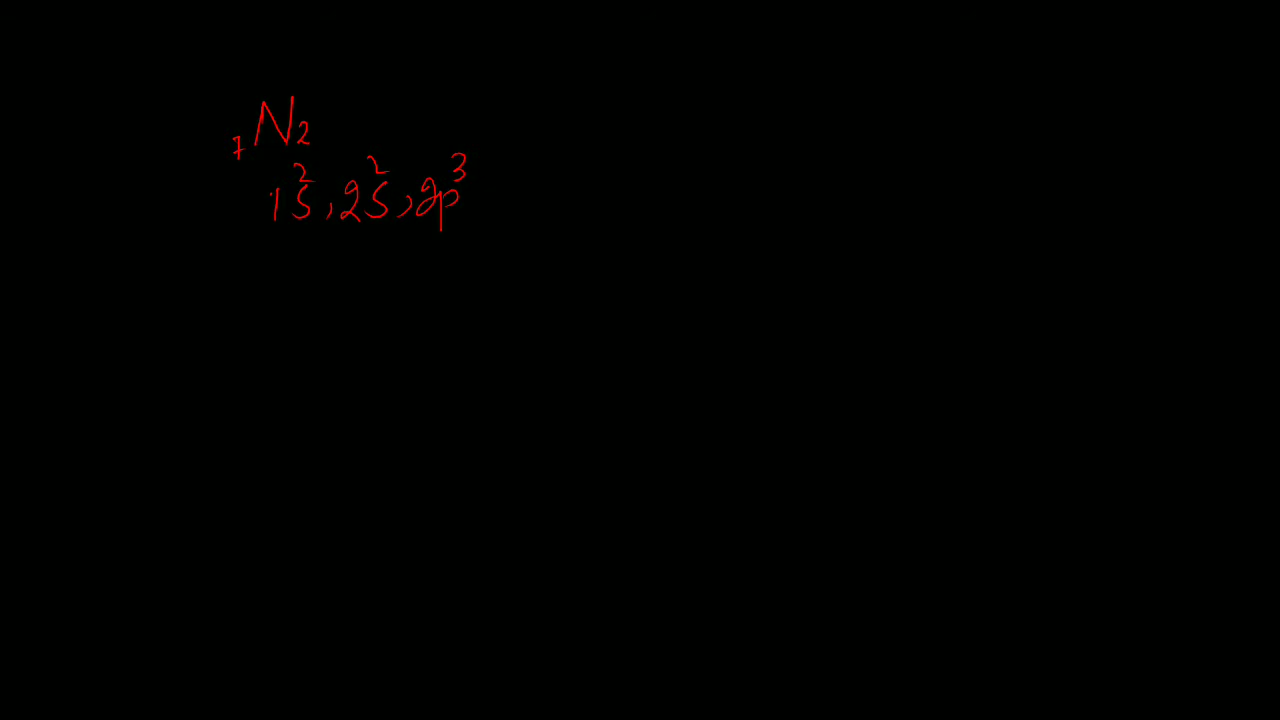 ₇N₂
1s², 2s², 2p³